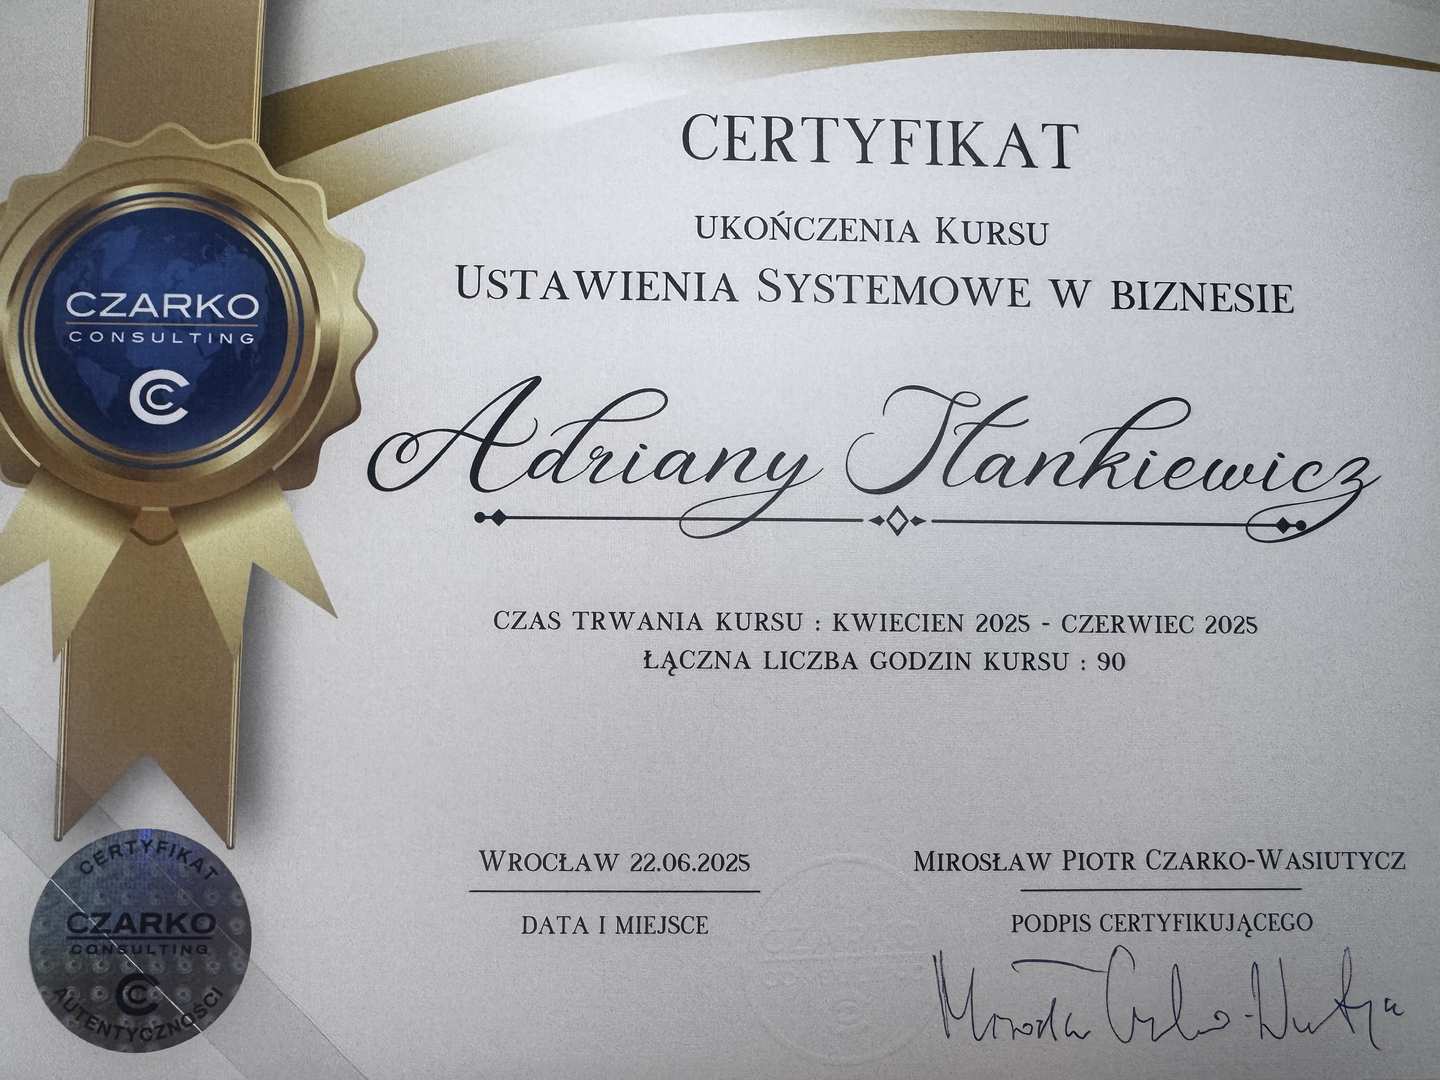 CERTYFIKAT
UKOŃCZENIA KURSU
USTAWIENIA SYSTEMOWE W BIZNESIE
CZARKO
CONSULTING
Adriany Stankiewicz
CZAS TRWANIA KURSU : KWIECIEN 2025 - CZERWIEC 2025
ŁĄCZNA LICZBA GODZIN KURSU : 90
WROCŁAW 22.06.2025
DATA I MIEJSCE
MIROSŁAW PIOTR CZARKO-WASIUTYCZ
PODPIS CERTYFIKUJĄCEGO
CERTYFIKAT
CZARKO
CONSULTING
AUTENTYCZNOŚCI